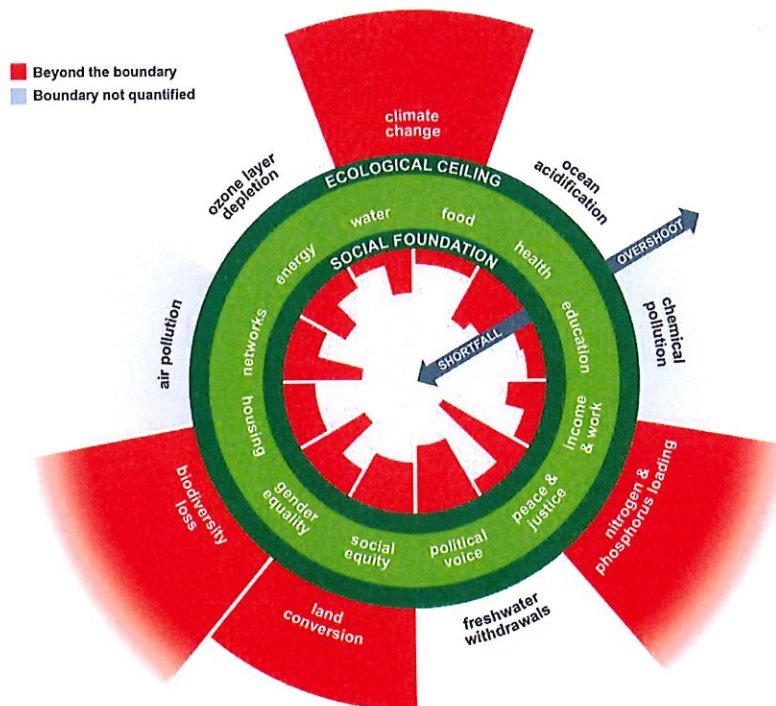 Beyond the boundary
Boundary not quantified
climate
change
ECOLOGICAL CEILING
ozone layer
depletion
ocean
acidification
water
food
energy
health
SOCIAL FOUNDATION
OVERSHOOT
SHORTFALL
networks
education
air pollution
chemical
pollution
housing
income
& work
gender
equality
peace &
justice
social
equity
political
voice
biodiversity
loss
nitrogen &
phosphorus loading
land
conversion
freshwater
withdrawals